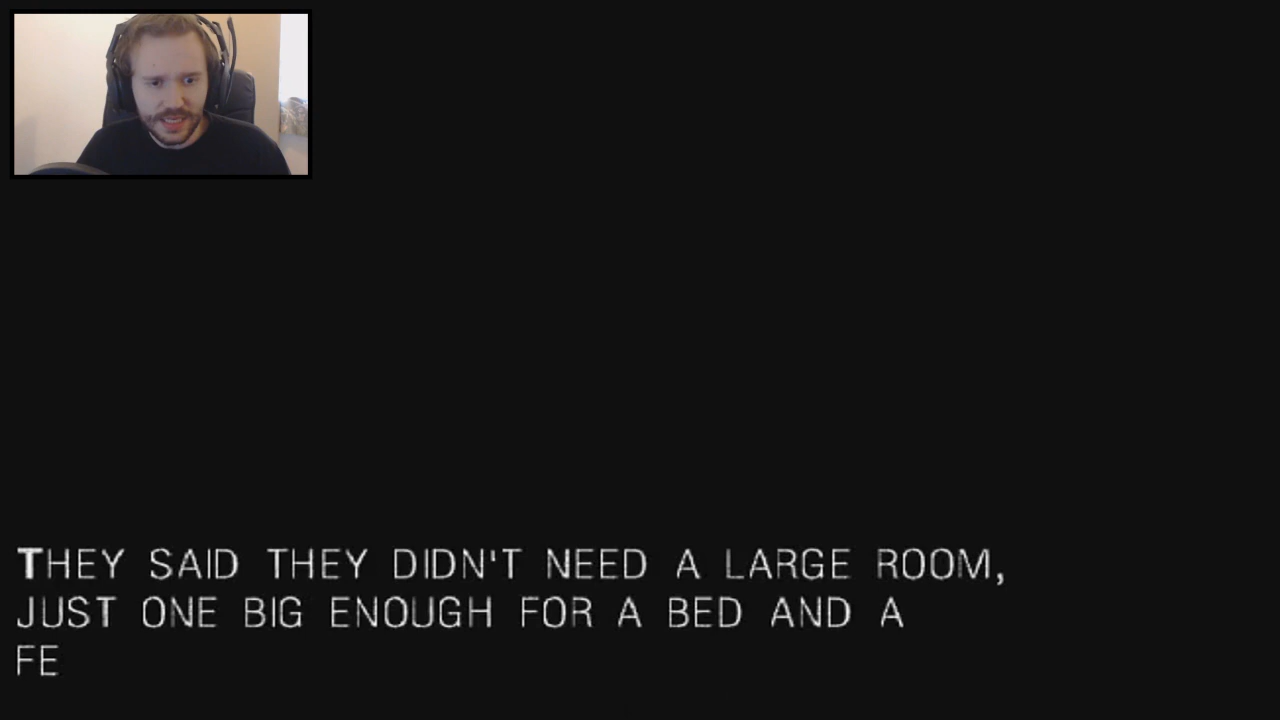 THEY SAID THEY DIDN'T NEED A LARGE ROOM,
JUST ONE BIG ENOUGH FOR A BED AND A
FE